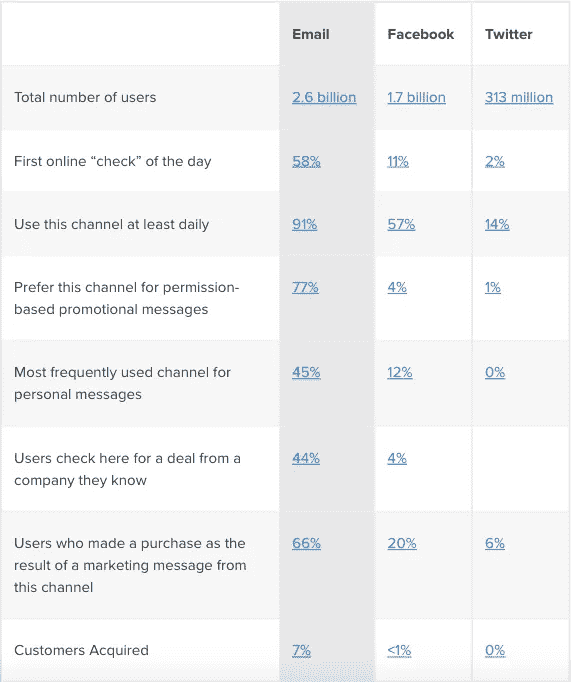 Email Facebook Twitter
Total number of users 2.6 billion 1.7 billion 313 million
First online “check” of the day 58% 11% 2%
Use this channel at least daily 91% 57% 14%
Prefer this channel for permission- 77% 4% 1%
based promotional messages
Most frequently used channel for 45% 12% 0%
personal messages
Users check here for a deal from a 44% 4%
company they know
Users who made a purchase as the 66% 20% 6%
result of a marketing message from
this channel
Customers Acquired 7% <1% 0%